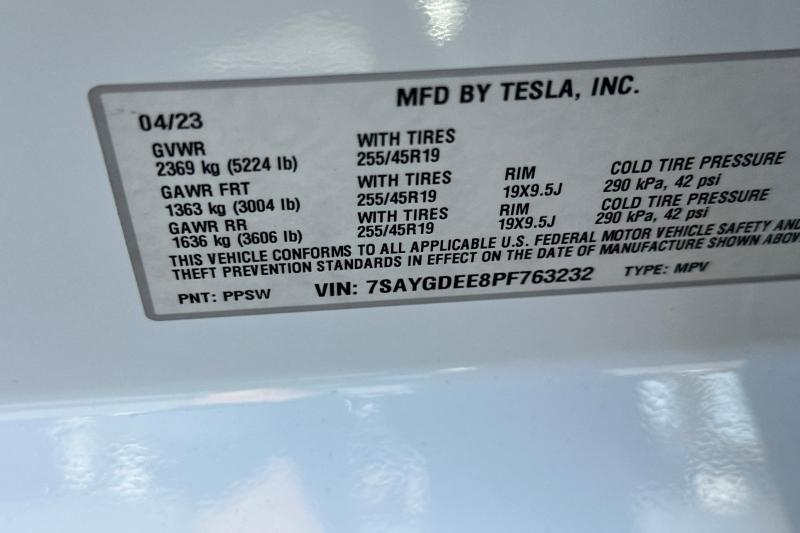 MFD BY TESLA, INC.
04/23
GVWR
2369 kg (5224 lb)
WITH TIRES
255/45R19
GAWR FRT
1363 kg (3004 lb)
WITH TIRES
255/45R19
RIM
19X9.5J
COLD TIRE PRESSURE
290 kPa, 42 psi
GAWR RR
1636 kg (3606 lb)
WITH TIRES
255/45R19
RIM
19X9.5J
COLD TIRE PRESSURE
290 kPa, 42 psi
THIS VEHICLE CONFORMS TO ALL APPLICABLE U.S. FEDERAL MOTOR VEHICLE SAFETY AND
THEFT PREVENTION STANDARDS IN EFFECT ON THE DATE OF MANUFACTURE SHOWN ABOV
PNT: PPSW VIN: 7SAYGDEE8PF763232 TYPE: MPV